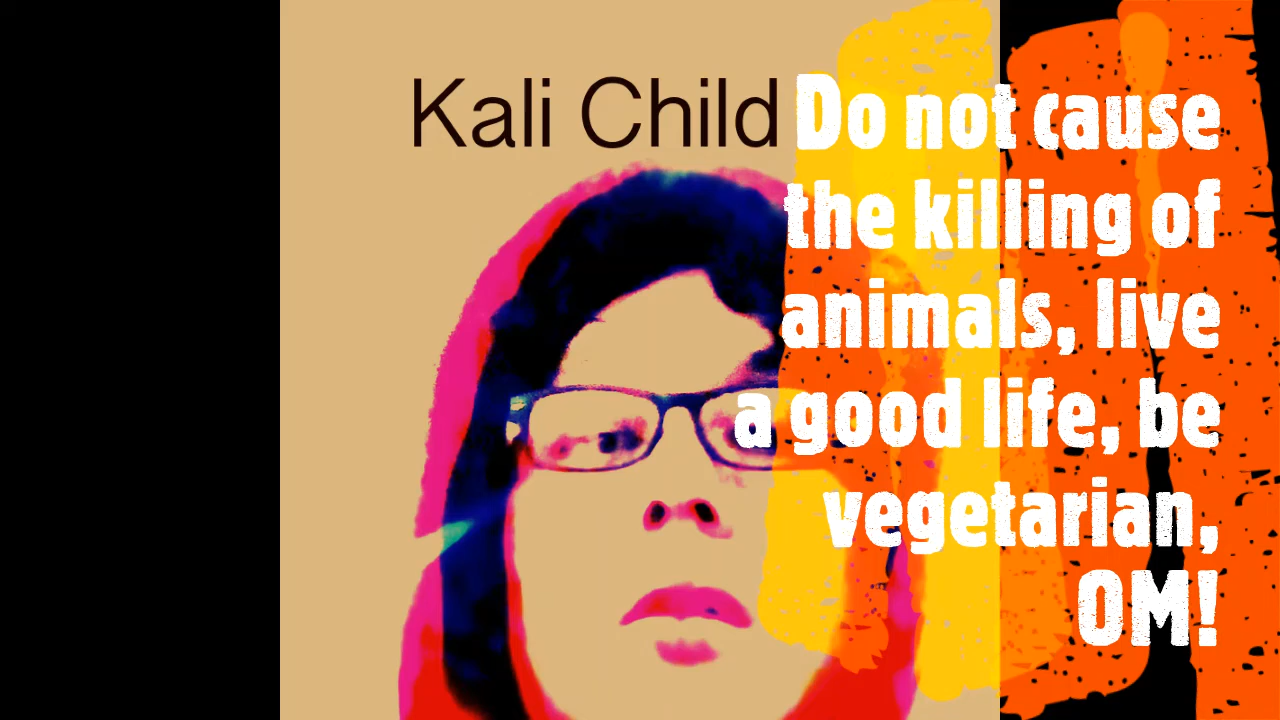 Kali Child
Do not cause
the killing of
animals, live
a good life, be
vegetarian,
OM!